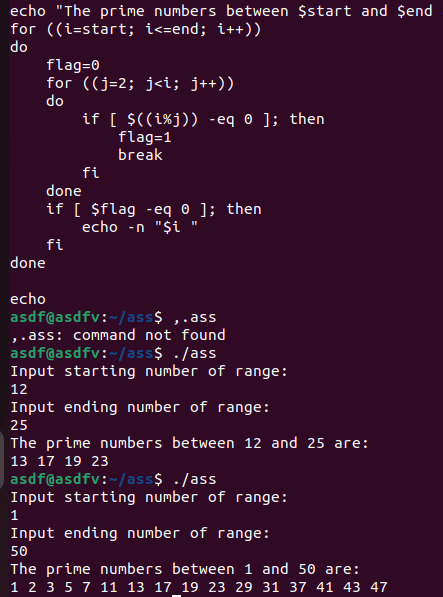 echo "The prime numbers between $start and $end
for ((i=start; i<=end; i++))
do
    flag=0
    for ((j=2; j<i; j++))
    do
        if [ $((i%j)) -eq 0 ]; then
            flag=1
            break
        fi
    done
    if [ $flag -eq 0 ]; then
        echo -n "$i "
    fi
done

echo
asdf@asdfv:~/ass$ ,.ass
,.ass: command not found
asdf@asdfv:~/ass$ ./ass
Input starting number of range:
12
Input ending number of range:
25
The prime numbers between 12 and 25 are:
13 17 19 23
asdf@asdfv:~/ass$ ./ass
Input starting number of range:
1
Input ending number of range:
50
The prime numbers between 1 and 50 are:
1 2 3 5 7 11 13 17 19 23 29 31 37 41 43 47